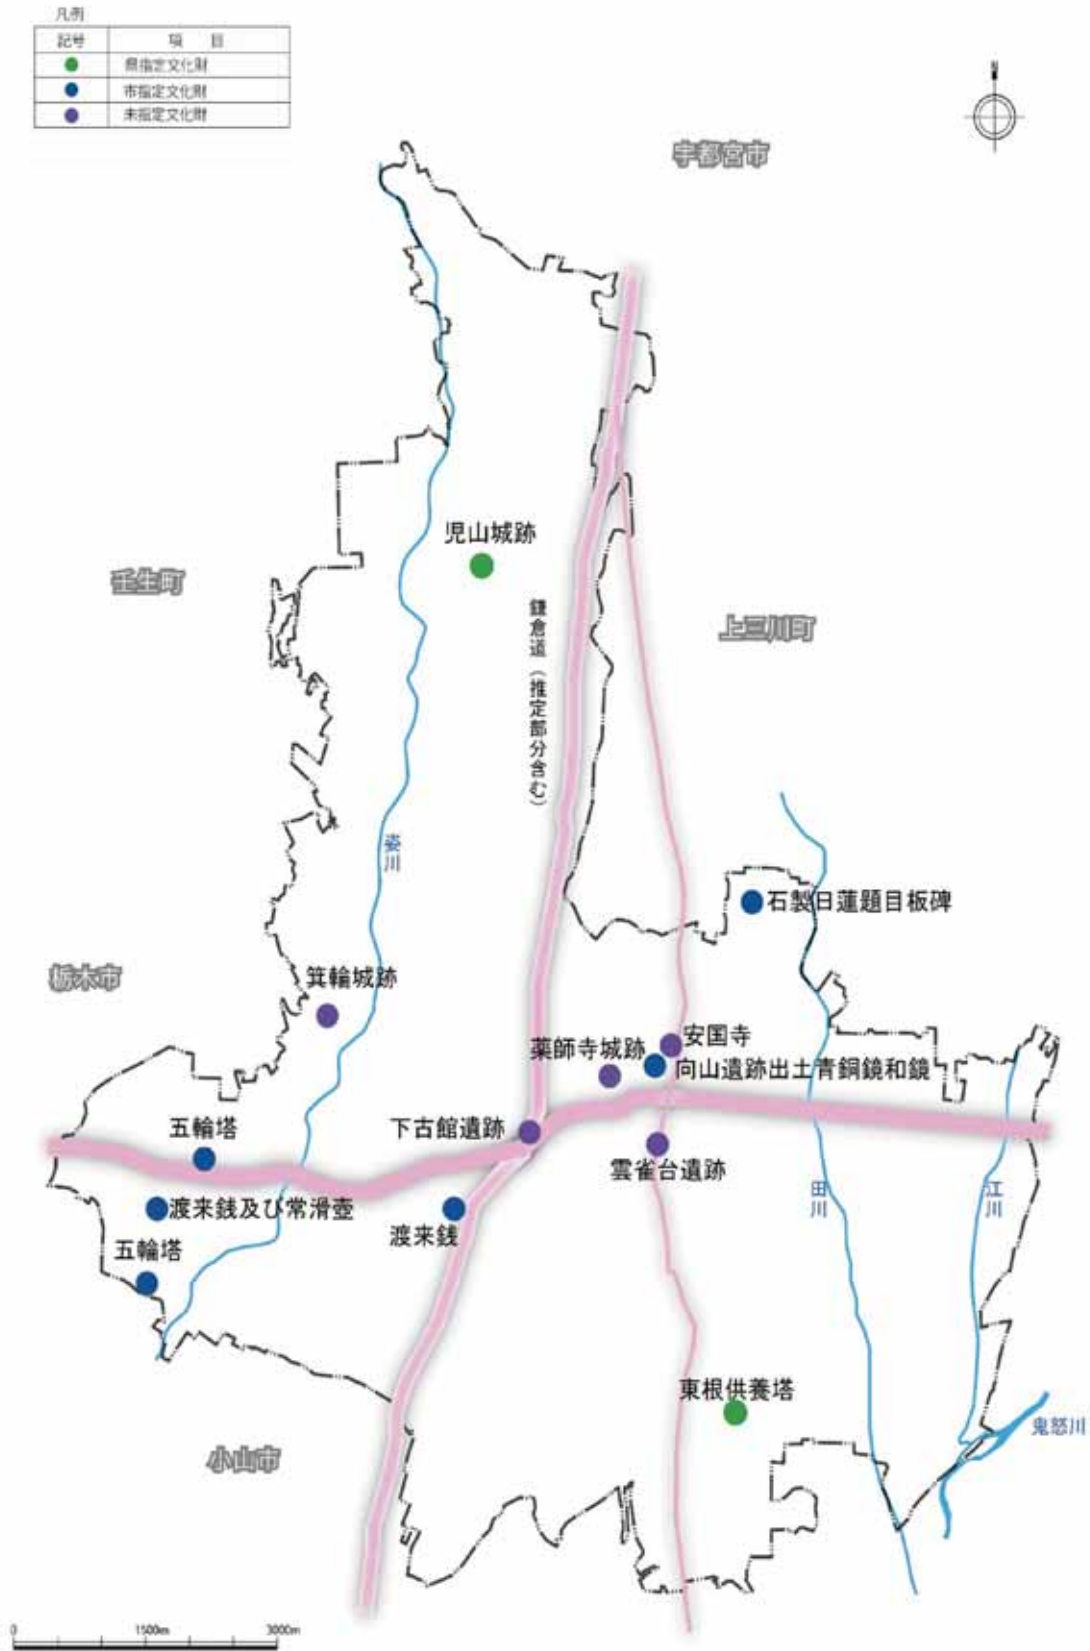 凡例
記号 項 目
県指定文化財
市指定文化財
未指定文化財
N
宇都宮市
児山城跡
壬生町
鎌倉道（推定部分含む）
上三川町
姿川
石製日蓮題目板碑
栃木市
箕輪城跡
安国寺
薬師寺城跡
向山遺跡出土青銅鏡和鏡
五輪塔
下古館遺跡
雲雀台遺跡
田川
江川
渡来銭及び常滑壺
渡来銭
五輪塔
東根供養塔
鬼怒川
小山市
0 1500m 3000m